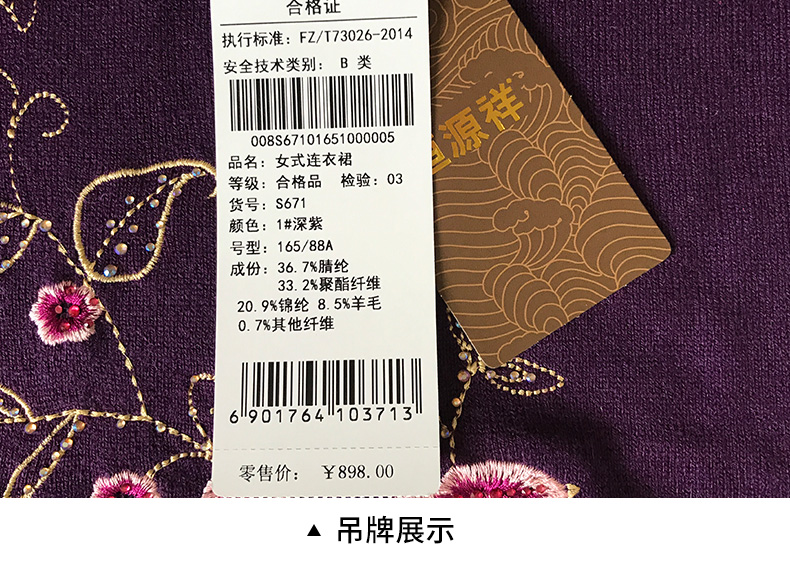 合格证
执行标准: FZ/T73026-2014
安全技术类别: B 类
008S67101651000005
品名: 女式连衣裙
等级: 合格品 检验: 03
货号: S671
颜色: 1#深紫
号型: 165/88A
成份: 36.7%腈纶
33.2%聚酯纤维
20.9%锦纶 8.5%羊毛
0.7%其他纤维
6 901764 103713
零售价: ￥898.00
源祥
▲ 吊牌展示